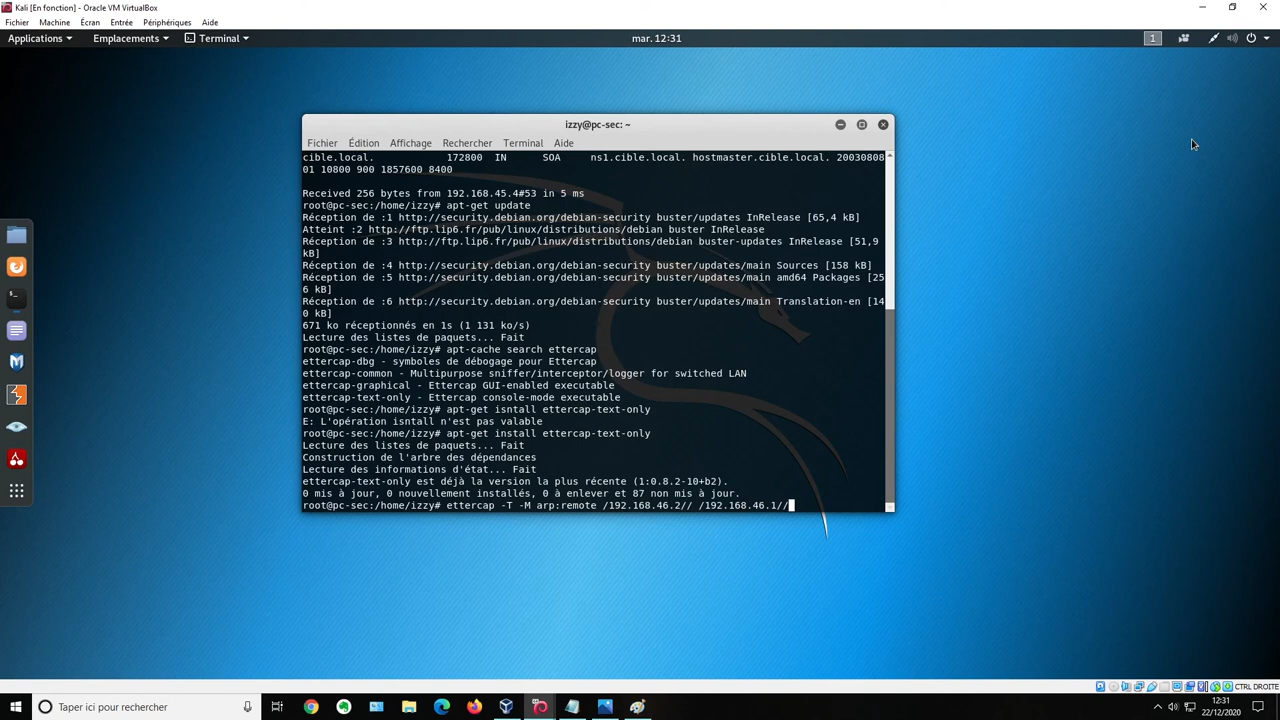 Kali [En fonction] - Oracle VM VirtualBox
Fichier Machine Écran Entrée Périphériques Aide
Applications Emplacements Terminal mar. 12:31 1
izzy@pc-sec: ~
Fichier Édition Affichage Rechercher Terminal Aide
cible.local. 172800 IN SOA ns1.cible.local. hostmaster.cible.local. 20030808
01 10800 900 1857600 8400
Received 256 bytes from 192.168.45.4#53 in 5 ms
root@pc-sec:/home/izzy# apt-get update
Réception de :1 http://security.debian.org/debian-security buster/updates InRelease [65,4 kB]
Atteint :2 http://ftp.lip6.fr/pub/linux/distributions/debian buster InRelease
Réception de :3 http://ftp.lip6.fr/pub/linux/distributions/debian buster-updates InRelease [51,9
kB]
Réception de :4 http://security.debian.org/debian-security buster/updates/main Sources [158 kB]
Réception de :5 http://security.debian.org/debian-security buster/updates/main amd64 Packages [25
6 kB]
Réception de :6 http://security.debian.org/debian-security buster/updates/main Translation-en [14
0 kB]
671 ko réceptionnés en 1s (1 131 ko/s)
Lecture des listes de paquets... Fait
root@pc-sec:/home/izzy# apt-cache search ettercap
ettercap-dbg - symboles de débogage pour Ettercap
ettercap-common - Multipurpose sniffer/interceptor/logger for switched LAN
ettercap-graphical - Ettercap GUI-enabled executable
ettercap-text-only - Ettercap console-mode executable
root@pc-sec:/home/izzy# apt-get isntall ettercap-text-only
E: L'opération isntall n'est pas valable
root@pc-sec:/home/izzy# apt-get install ettercap-text-only
Lecture des listes de paquets... Fait
Construction de l'arbre des dépendances
Lecture des informations d'état... Fait
ettercap-text-only est déjà la version la plus récente (1:0.8.2-10+b2).
0 mis à jour, 0 nouvellement installés, 0 à enlever et 87 non mis à jour.
root@pc-sec:/home/izzy# ettercap -T -M arp:remote /192.168.46.2// /192.168.46.1//
CTRL DROITE
Taper ici pour rechercher
12:31
22/12/2020